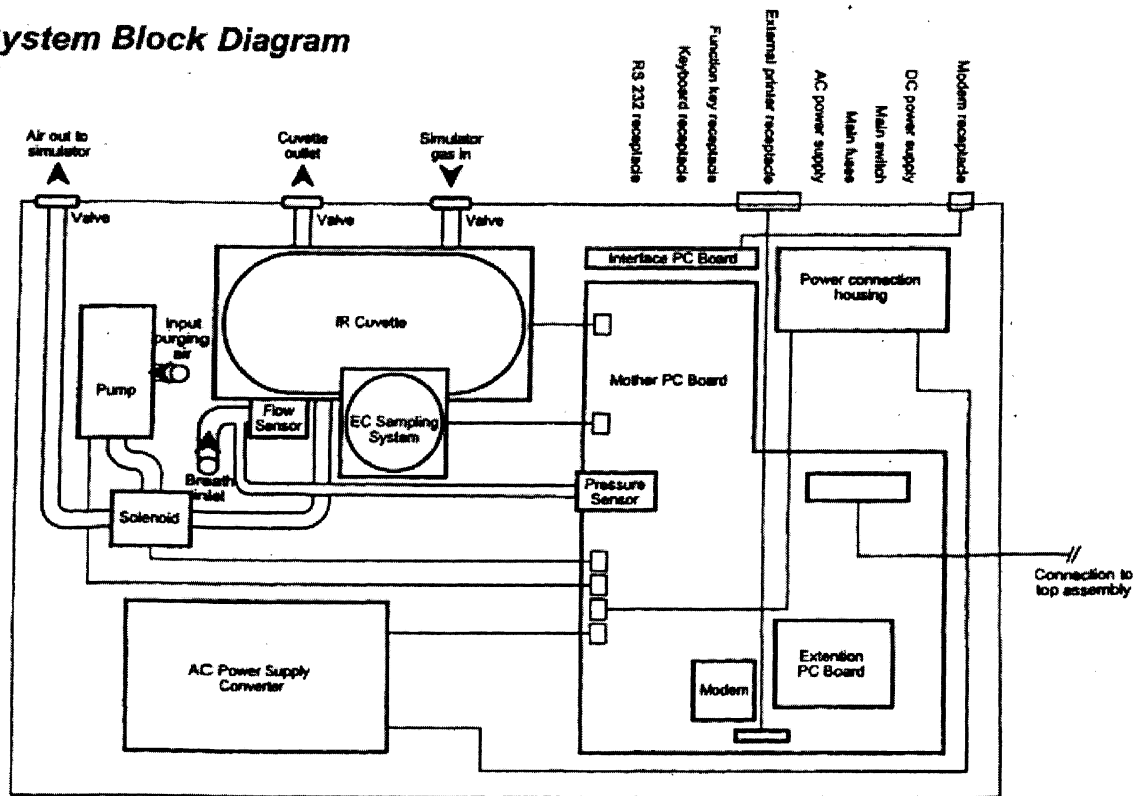 ystem Block Diagram
RS 232 receptacle
Keyboard receptacle
Function key receptacle
External printer receptacle
AC power supply
Main fuses
Main switch
DC power supply
Modem receptacle
Air out to
simulator
Cuvette
outlet
Simulator
gas in
Valve
Valve
Valve
Interface PC Board
Power connection
housing
IR Cuvette
Input
purging
air
Pump
Mother PC Board
Flow
Sensor
EC Sampling
System
Breath
inlet
Pressure
Sensor
Solenoid
Connection to
top assembly
AC Power Supply
Converter
Extention
PC Board
Modem